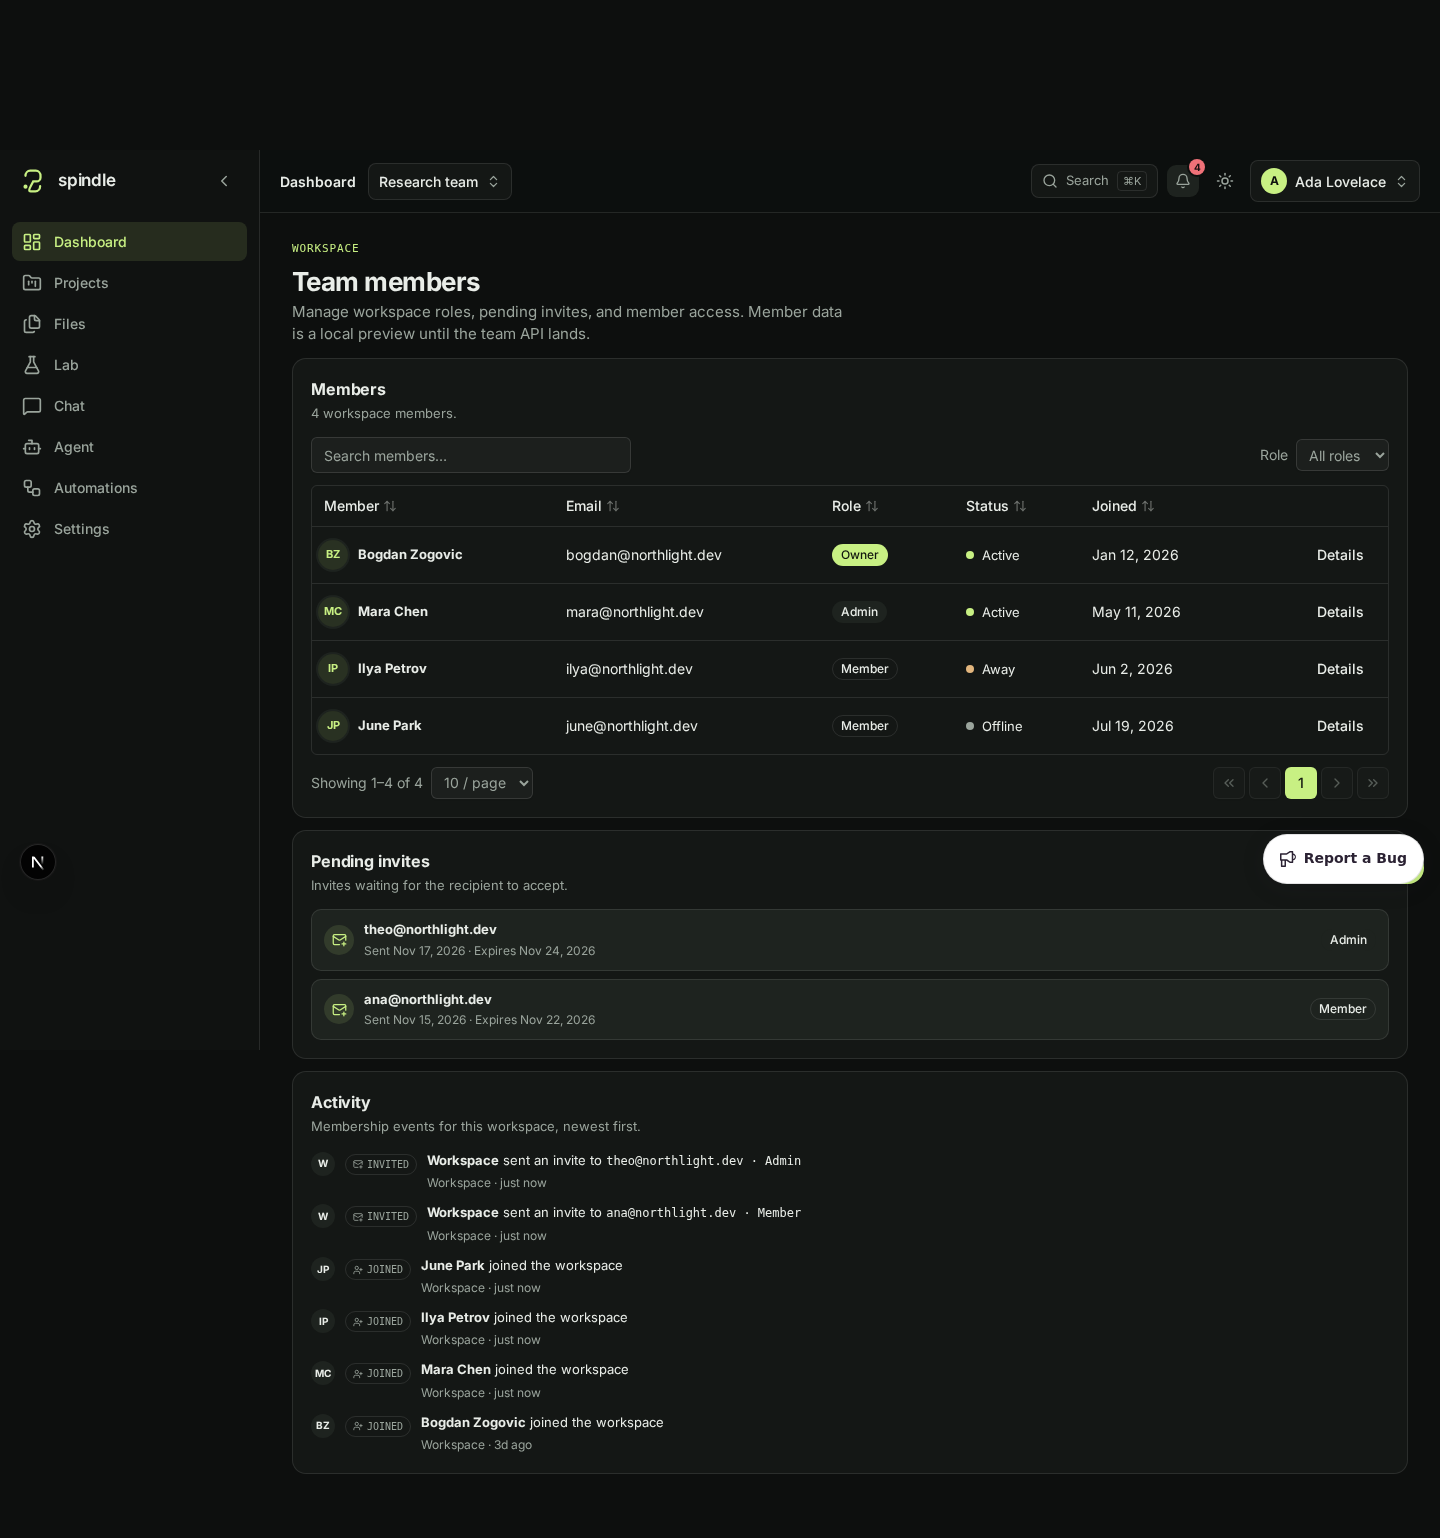 spindle
Dashboard
Projects
Files
Lab
Chat
Agent
Automations
Settings
Dashboard
Research team
Search ⌘K
4
A Ada Lovelace
WORKSPACE
Team members
Manage workspace roles, pending invites, and member access. Member data
is a local preview until the team API lands.
Members
4 workspace members.
Search members...
Role All roles
Member Email Role Status Joined
BZ Bogdan Zogovic bogdan@northlight.dev Owner Active Jan 12, 2026 Details
MC Mara Chen mara@northlight.dev Admin Active May 11, 2026 Details
IP Ilya Petrov ilya@northlight.dev Member Away Jun 2, 2026 Details
JP June Park june@northlight.dev Member Offline Jul 19, 2026 Details
Showing 1–4 of 4 10 / page « ‹ 1 › »
N
Report a Bug
Pending invites
Invites waiting for the recipient to accept.
theo@northlight.dev
Sent Nov 17, 2026 · Expires Nov 24, 2026
Admin
ana@northlight.dev
Sent Nov 15, 2026 · Expires Nov 22, 2026
Member
Activity
Membership events for this workspace, newest first.
W INVITED Workspace sent an invite to theo@northlight.dev · Admin
Workspace · just now
W INVITED Workspace sent an invite to ana@northlight.dev · Member
Workspace · just now
JP JOINED June Park joined the workspace
Workspace · just now
IP JOINED Ilya Petrov joined the workspace
Workspace · just now
MC JOINED Mara Chen joined the workspace
Workspace · just now
BZ JOINED Bogdan Zogovic joined the workspace
Workspace · 3d ago